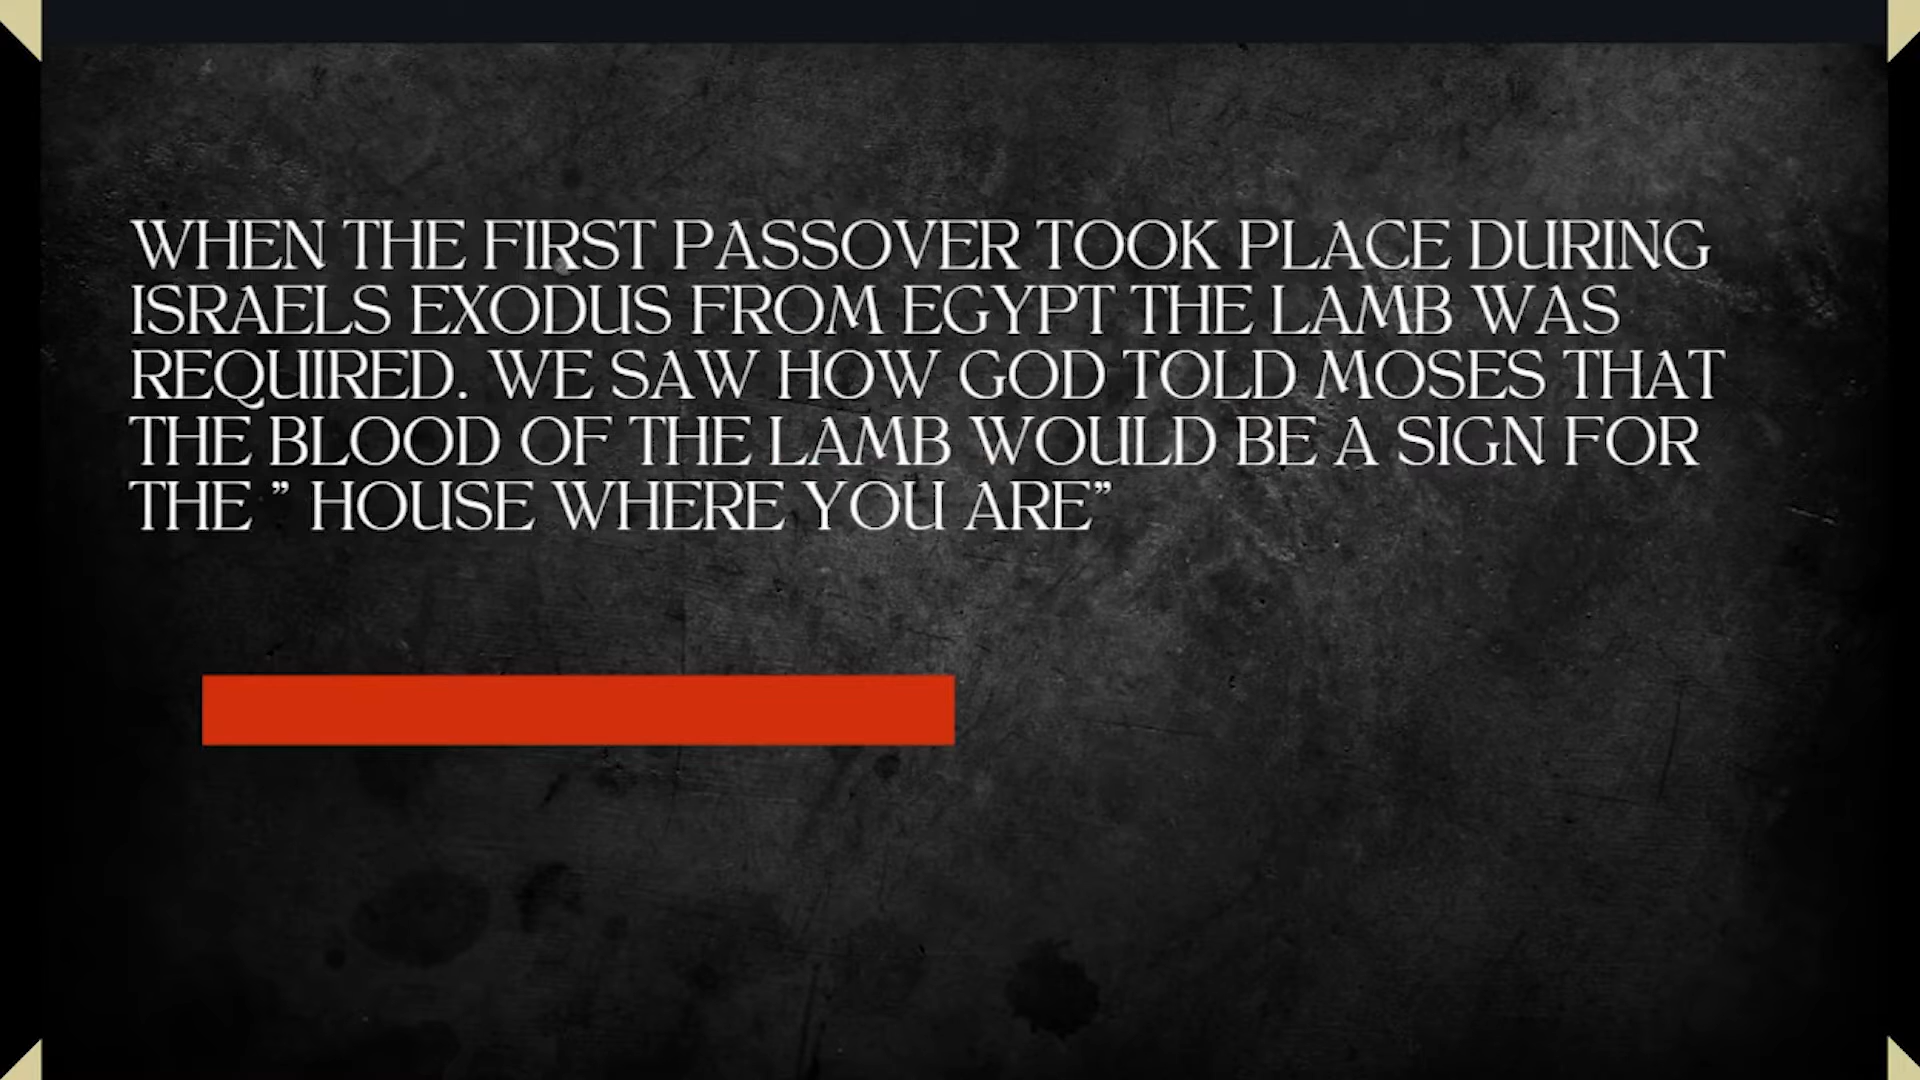 WHEN THE FIRST PASSOVER TOOK PLACE DURING
ISRAELS EXODUS FROM EGYPT THE LAMB WAS
REQUIRED. WE SAW HOW GOD TOLD MOSES THAT
THE BLOOD OF THE LAMB WOULD BE A SIGN FOR
THE ” HOUSE WHERE YOU ARE”